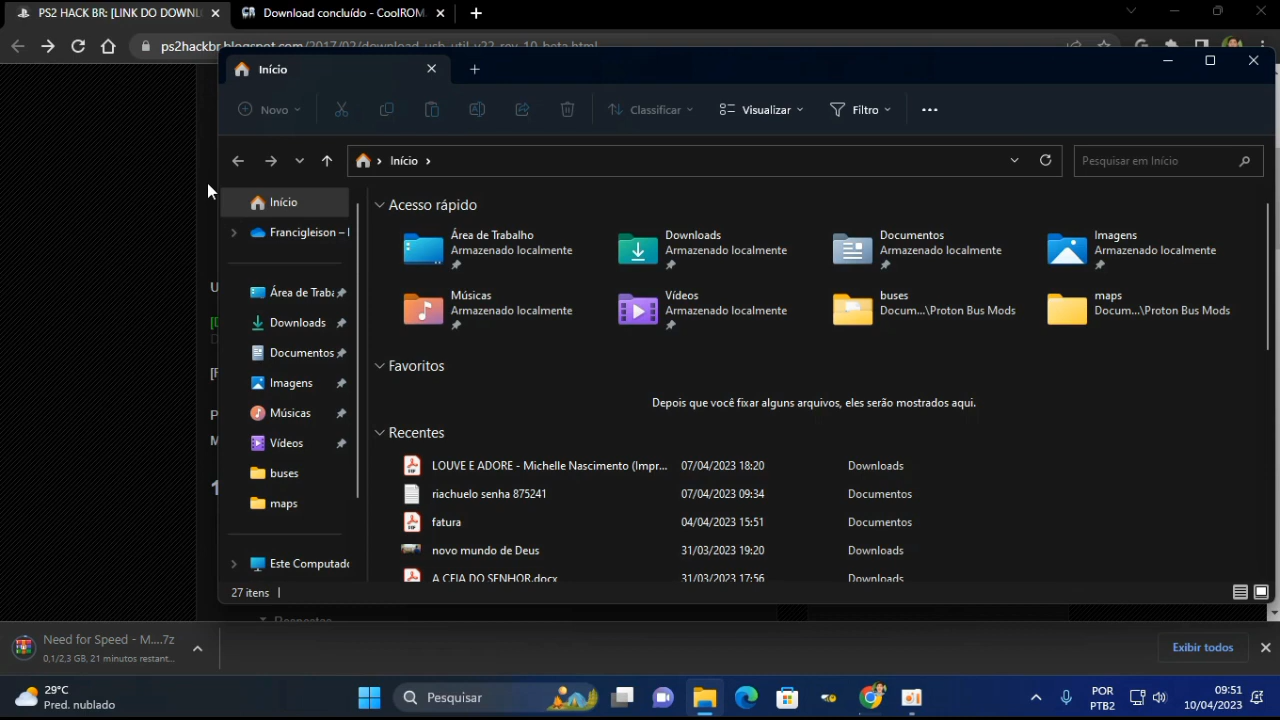 PS2 HACK BR: [LINK DO DOWNL
Download concluído - CoolROM.
ps2hackbr.blogspot.com/2017/02/download-usb-util-v22-rev-10-beta.html
Início
Novo
Classificar
Visualizar
Filtro
Início
Pesquisar em Início
Início
Francigleison –
Área de Traba
Downloads
Documentos
Imagens
Músicas
Vídeos
buses
maps
Este Computado
Acesso rápido
Área de Trabalho
Armazenado localmente
Downloads
Armazenado localmente
Documentos
Armazenado localmente
Imagens
Armazenado localmente
Músicas
Armazenado localmente
Vídeos
Armazenado localmente
buses
Docum...\Proton Bus Mods
maps
Docum...\Proton Bus Mods
Favoritos
Depois que você fixar alguns arquivos, eles serão mostrados aqui.
Recentes
LOUVE E ADORE - Michelle Nascimento (Impr... 07/04/2023 18:20 Downloads
riachuelo senha 875241 07/04/2023 09:34 Documentos
fatura 04/04/2023 15:51 Documentos
novo mundo de Deus 31/03/2023 19:20 Downloads
A CEIA DO SENHOR.docx 31/03/2023 17:56 Downloads
27 itens
Need for Speed - M....7z
0,1/2,3 GB, 21 minutos restant...
Exibir todos
29°C
Pred. nublado
Pesquisar
POR
PTB2
09:51
10/04/2023